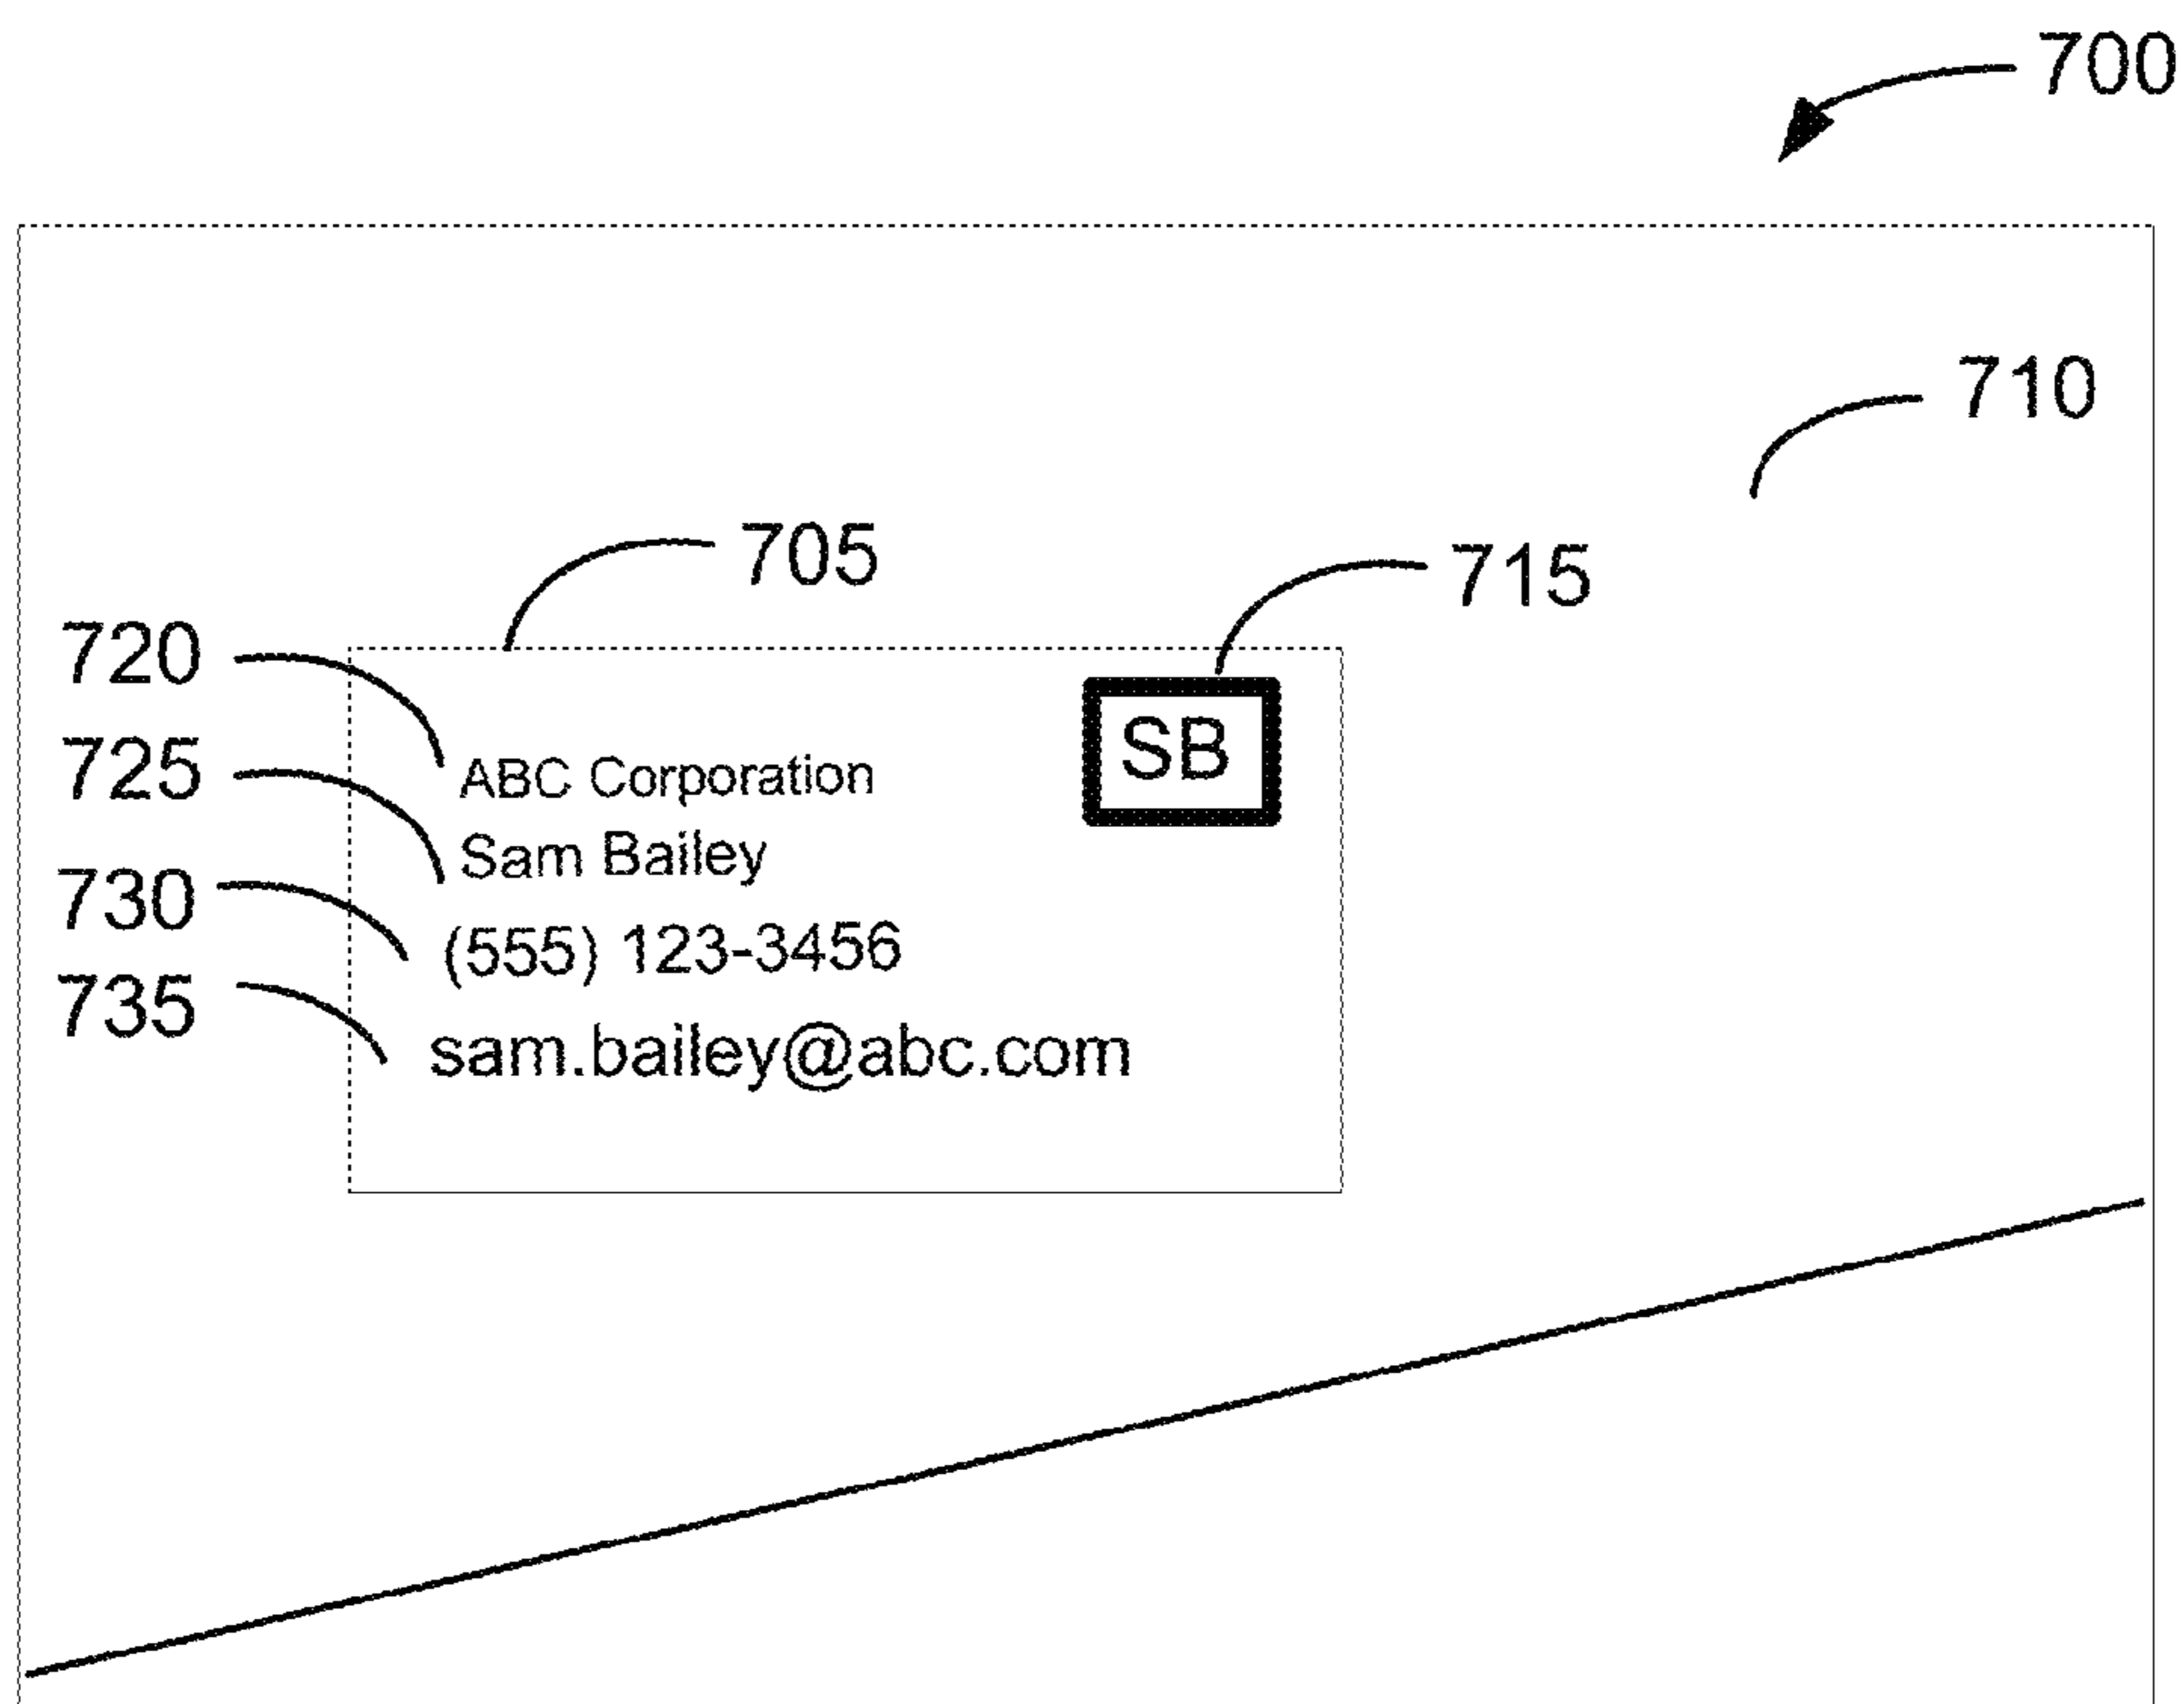 700
710
705
715
720
SB
725
ABC Corporation
Sam Bailey
730
(555) 123-3456
735
sam.bailey@abc.com